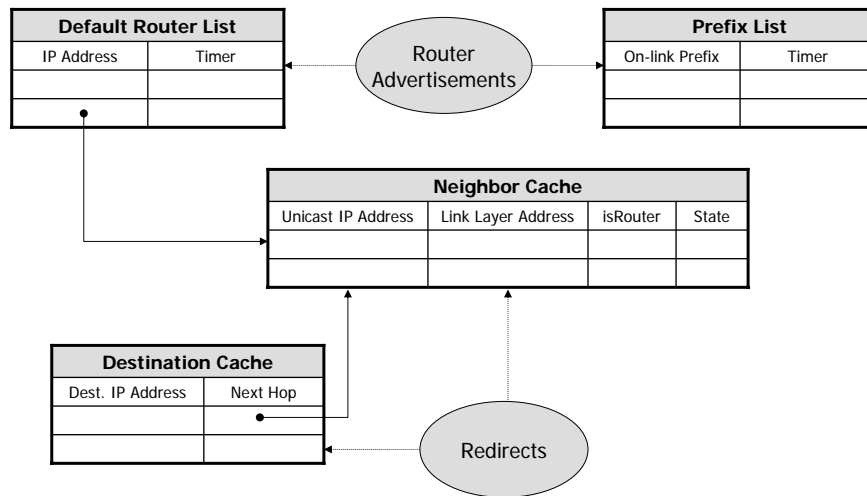 Default Router List
IP Address Timer
Router
Advertisements
Prefix List
On-link Prefix Timer
Neighbor Cache
Unicast IP Address Link Layer Address isRouter State
Destination Cache
Dest. IP Address Next Hop
Redirects